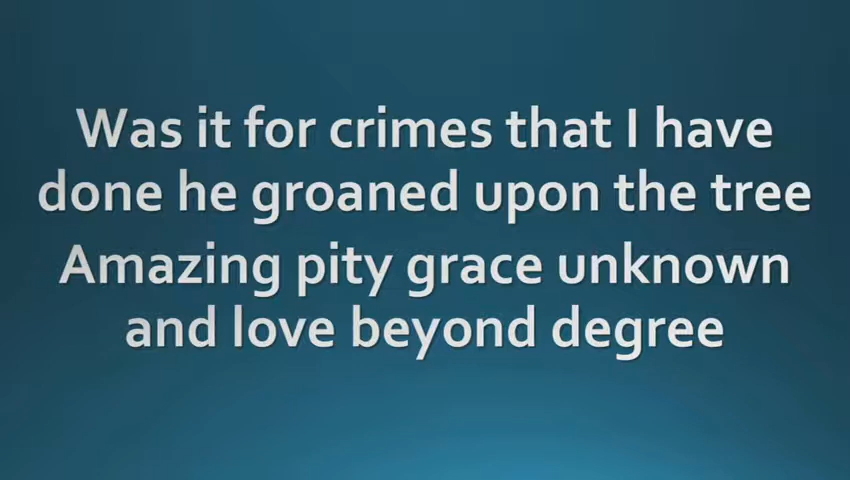 Was it for crimes that I have
done he groaned upon the tree
Amazing pity grace unknown
and love beyond degree